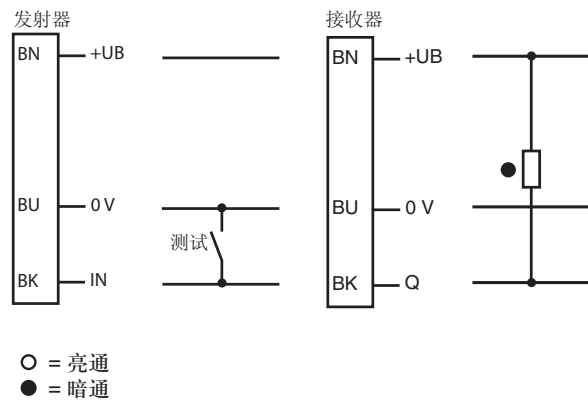 发射器
BN +UB
BU 0 V
测试
BK IN
接收器
BN +UB
BU 0 V
BK Q
= 亮通
= 暗通